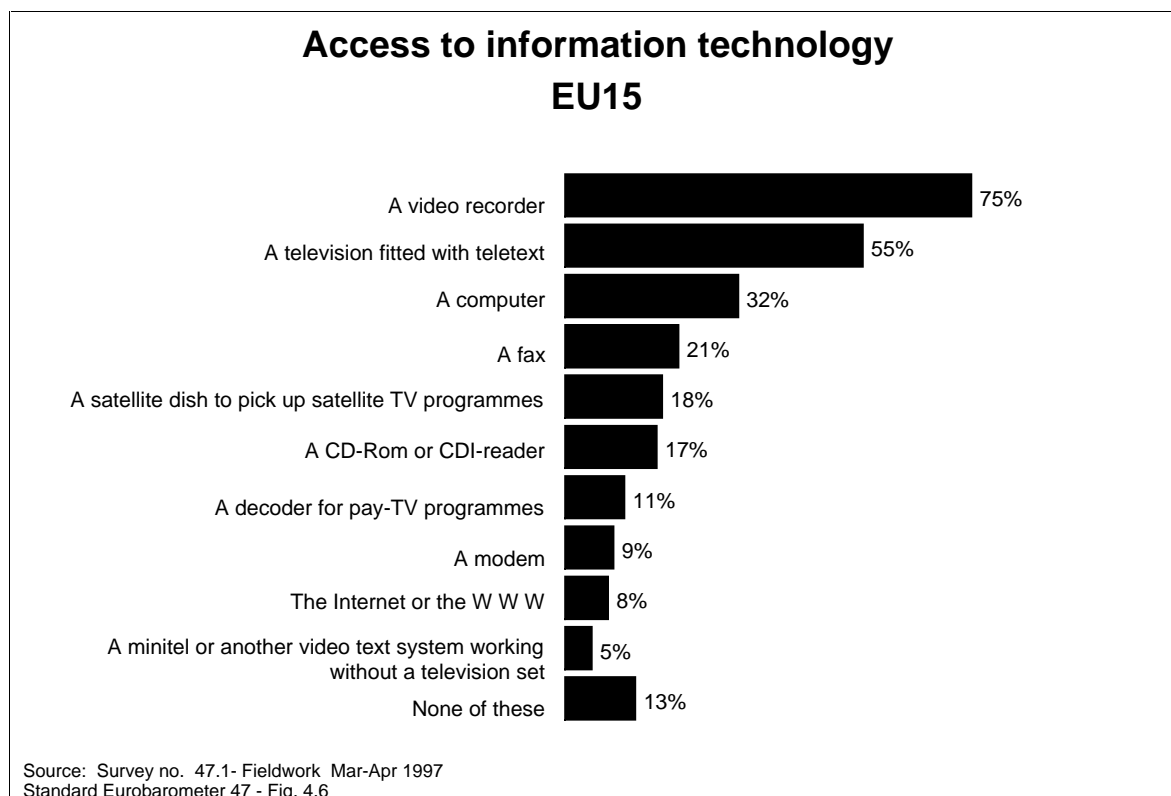 Access to information technology
EU15
A video recorder 75%
A television fitted with teletext 55%
A computer 32%
A fax 21%
A satellite dish to pick up satellite TV programmes 18%
A CD-Rom or CDI-reader 17%
A decoder for pay-TV programmes 11%
A modem 9%
The Internet or the W W W 8%
A minitel or another video text system working
without a television set 5%
None of these 13%
Source: Survey no. 47.1- Fieldwork Mar-Apr 1997
Standard Eurobarometer 47 - Fig. 4.6